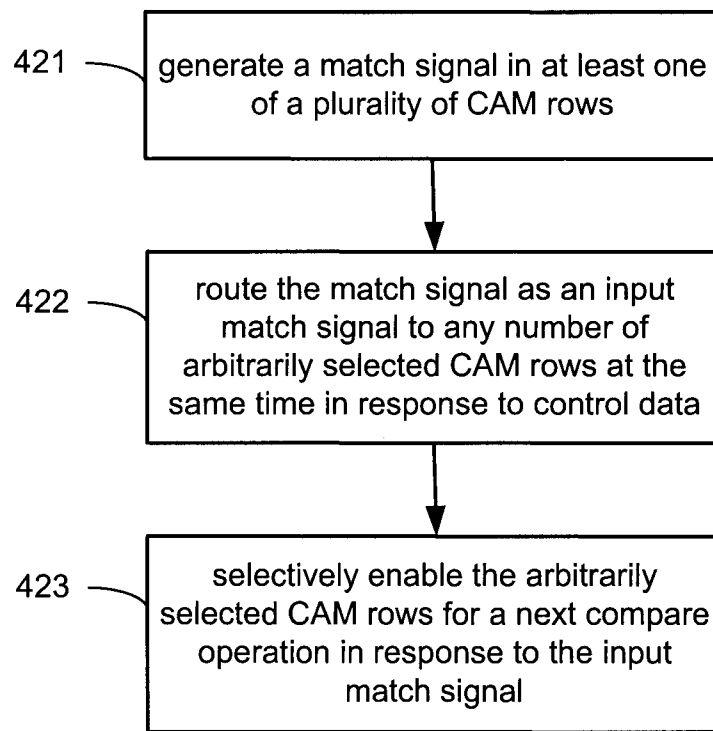 421
generate a match signal in at least one
of a plurality of CAM rows
422
route the match signal as an input
match signal to any number of
arbitrarily selected CAM rows at the
same time in response to control data
423
selectively enable the arbitrarily
selected CAM rows for a next compare
operation in response to the input
match signal